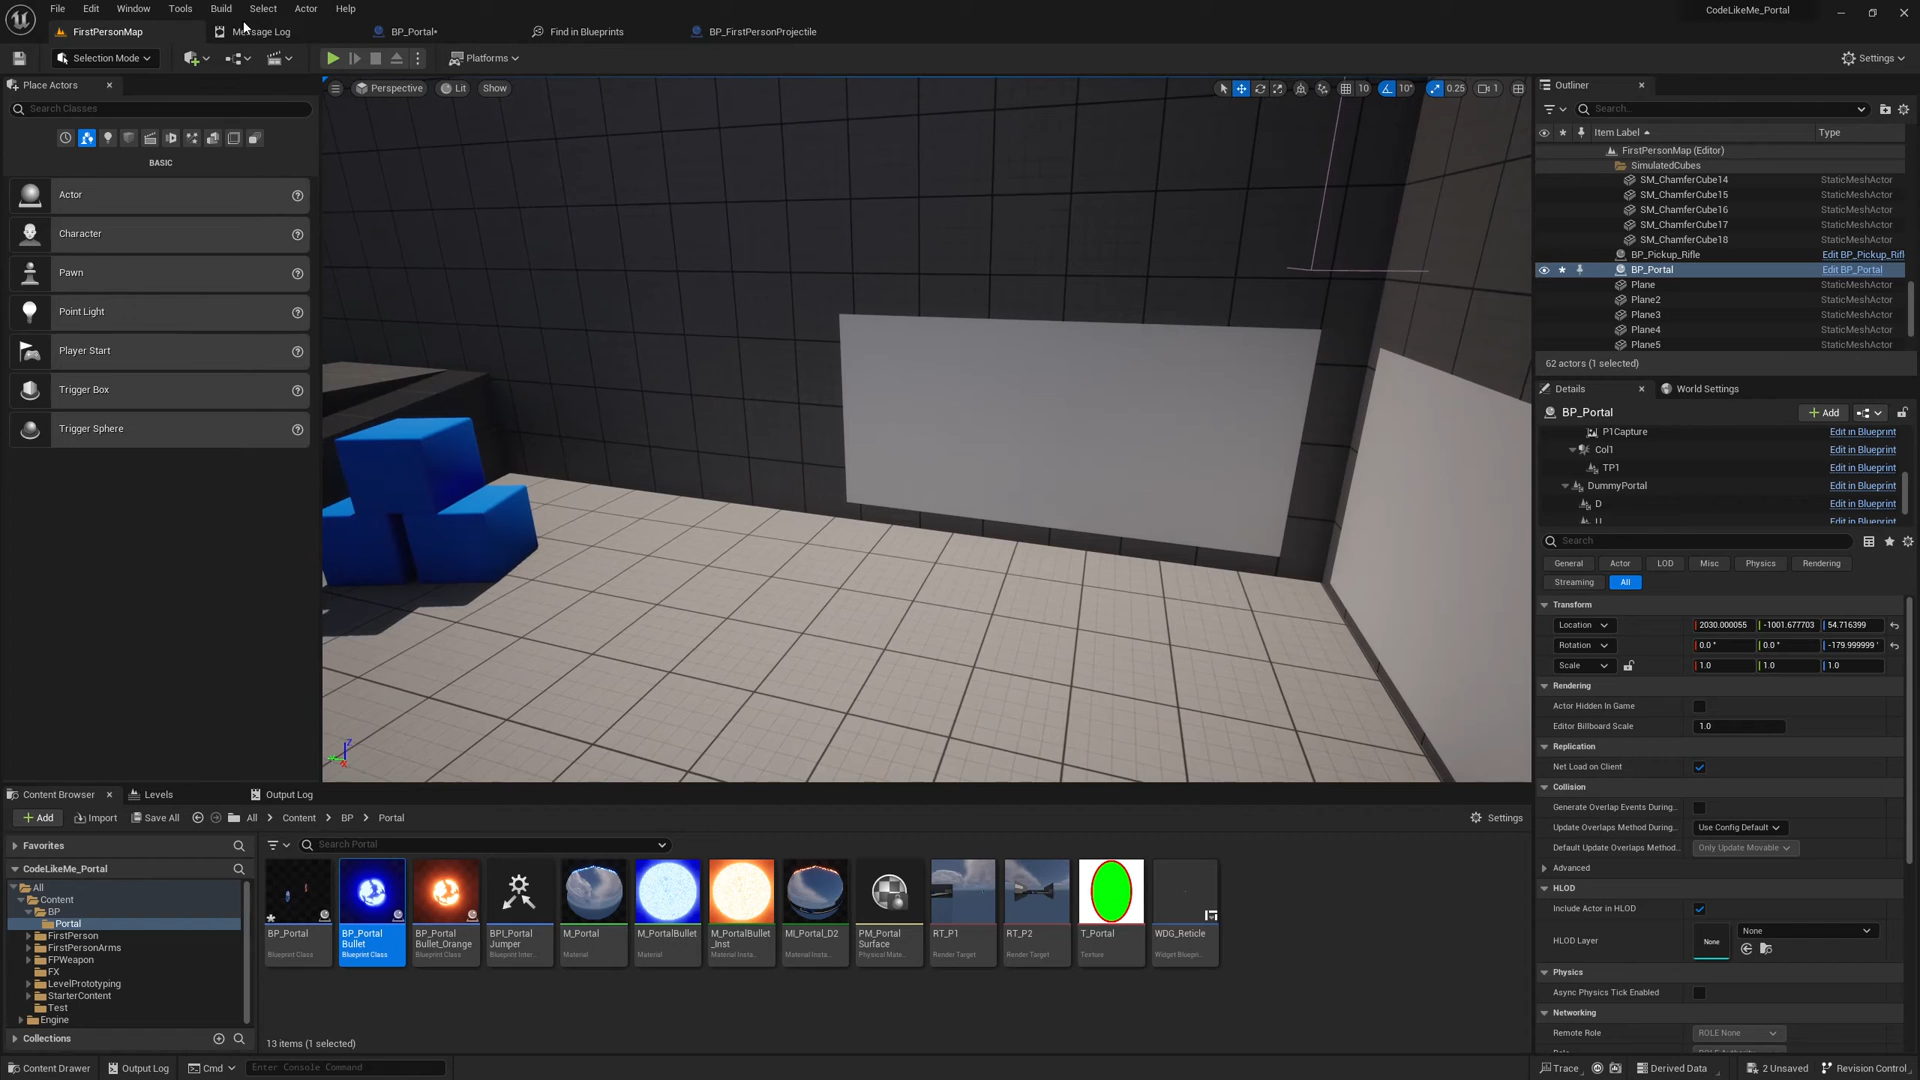 File Edit Window Tools Build Select Actor Help
CodeLikeMe_Portal
FirstPersonMap
Message Log
BP_Portal*
Find in Blueprints
BP_FirstPersonProjectile
Selection Mode
Platforms
Settings
Place Actors
Search Classes
BASIC
Actor
Character
Pawn
Point Light
Player Start
Trigger Box
Trigger Sphere
Perspective Lit Show
10 10° 0.25 1
Z
Outliner
Search...
Item Label Type
FirstPersonMap (Editor)
SimulatedCubes
SM_ChamferCube14 StaticMeshActor
SM_ChamferCube15 StaticMeshActor
SM_ChamferCube16 StaticMeshActor
SM_ChamferCube17 StaticMeshActor
SM_ChamferCube18 StaticMeshActor
BP_Pickup_Rifle Edit BP_Pickup_Rifl
BP_Portal Edit BP_Portal
Plane StaticMeshActor
Plane2 StaticMeshActor
Plane3 StaticMeshActor
Plane4 StaticMeshActor
Plane5 StaticMeshActor
62 actors (1 selected)
Details World Settings
BP_Portal
Add
P1Capture Edit in Blueprint
Col1 Edit in Blueprint
TP1 Edit in Blueprint
DummyPortal Edit in Blueprint
D Edit in Blueprint
Edit in Blueprint
Search
General Actor LOD Misc Physics Rendering
Streaming All
Transform
Location 2030.000055 -1001.677703 54.716399
Rotation 0.0 ° 0.0 ° -179.999999 °
Scale 1.0 1.0 1.0
Rendering
Actor Hidden In Game
Editor Billboard Scale 1.0
Replication
Net Load on Client
Collision
Generate Overlap Events During...
Update Overlaps Method During... Use Config Default
Default Update Overlaps Method... Only Update Movable
Advanced
HLOD
Include Actor in HLOD
HLOD Layer None None
Physics
Async Physics Tick Enabled
Networking
Remote Role ROLE None
Content Browser Levels Output Log
Add Import Save All All Content BP Portal
Settings
Favorites
CodeLikeMe_Portal
All
Content
BP
Portal
FirstPerson
FirstPersonArms
FPWeapon
FX
LevelPrototyping
StarterContent
Test
Engine
Collections
Search Portal
BP_Portal
Blueprint Class
BP_Portal
Bullet
Blueprint Class
BP_Portal
Bullet_Orange
Blueprint Class
BPI_Portal
Jumper
Blueprint Inter...
M_Portal
Material
M_PortalBullet
Material
M_PortalBullet
_Inst
Material Insta...
MI_Portal_D2
Material Insta...
PM_Portal
Surface
Physical Mate...
RT_P1
Render Target
RT_P2
Render Target
T_Portal
Texture
WDG_Reticle
Widget Bluepri...
13 items (1 selected)
Content Drawer Output Log Cmd Enter Console Command
Trace Derived Data 2 Unsaved Revision Control